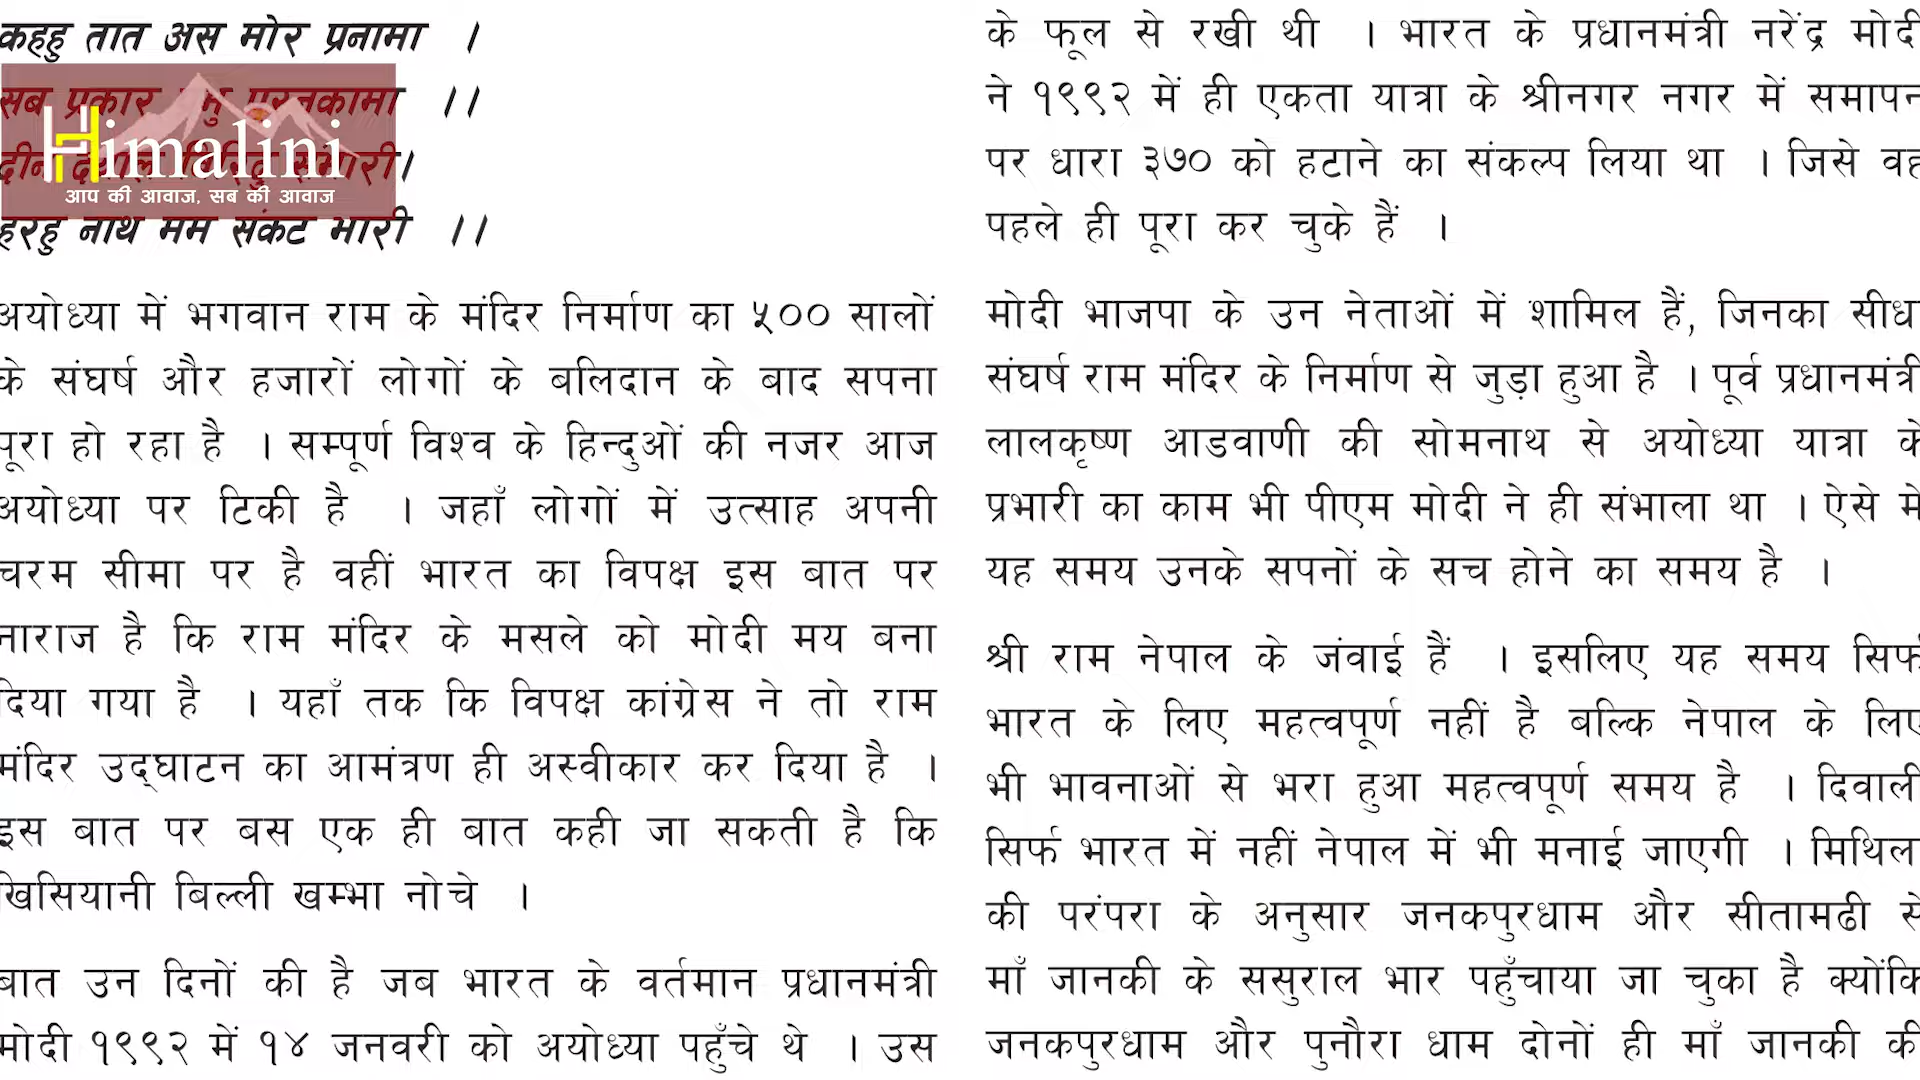 कहहु तात अस मोर प्रनामा ।
सब प्रकार पूरनकामा ।।
दीन दयाल बिरिदु संभारी।
हरहु नाथ मम संकट भारी ।।
Himalini
आप की आवाज, सब की आवाज
अयोध्या में भगवान राम के मंदिर निर्माण का ५०० सालों
के संघर्ष और हजारों लोगों के बलिदान के बाद सपना
पूरा हो रहा है । सम्पूर्ण विश्व के हिन्दुओं की नजर आज
अयोध्या पर टिकी है । जहाँ लोगों में उत्साह अपनी
चरम सीमा पर है वहीं भारत का विपक्ष इस बात पर
नाराज है कि राम मंदिर के मसले को मोदी मय बना
दिया गया है । यहाँ तक कि विपक्ष कांग्रेस ने तो राम
मंदिर उद्घाटन का आमंत्रण ही अस्वीकार कर दिया है ।
इस बात पर बस एक ही बात कही जा सकती है कि
खिसियानी बिल्ली खम्भा नोचे ।
बात उन दिनों की है जब भारत के वर्तमान प्रधानमंत्री
मोदी १९९२ में १४ जनवरी को अयोध्या पहुँचे थे । उस
के फूल से रखी थी । भारत के प्रधानमंत्री नरेंद्र मोदी
ने १९९२ में ही एकता यात्रा के श्रीनगर नगर में समापन
पर धारा ३७० को हटाने का संकल्प लिया था । जिसे वह
पहले ही पूरा कर चुके हैं ।
मोदी भाजपा के उन नेताओं में शामिल हैं, जिनका सीधा
संघर्ष राम मंदिर के निर्माण से जुड़ा हुआ है । पूर्व प्रधानमंत्री
लालकृष्ण आडवाणी की सोमनाथ से अयोध्या यात्रा के
प्रभारी का काम भी पीएम मोदी ने ही संभाला था । ऐसे में
यह समय उनके सपनों के सच होने का समय है ।
श्री राम नेपाल के जंवाई हैं । इसलिए यह समय सिर्फ
भारत के लिए महत्वपूर्ण नहीं है बल्कि नेपाल के लिए
भी भावनाओं से भरा हुआ महत्वपूर्ण समय है । दिवाली
सिर्फ भारत में नहीं नेपाल में भी मनाई जाएगी । मिथिला
की परंपरा के अनुसार जनकपुरधाम और सीतामढी से
माँ जानकी के ससुराल भार पहुँचाया जा चुका है क्योंकि
जनकपुरधाम और पुनौरा धाम दोनों ही माँ जानकी की